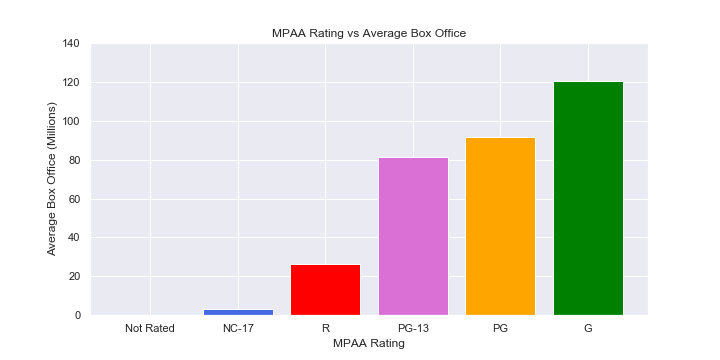 MPAA Rating vs Average Box Office
Average Box Office (Millions)
140
120
100
80
60
40
20
0
Not Rated NC-17 R PG-13 PG G
MPAA Rating